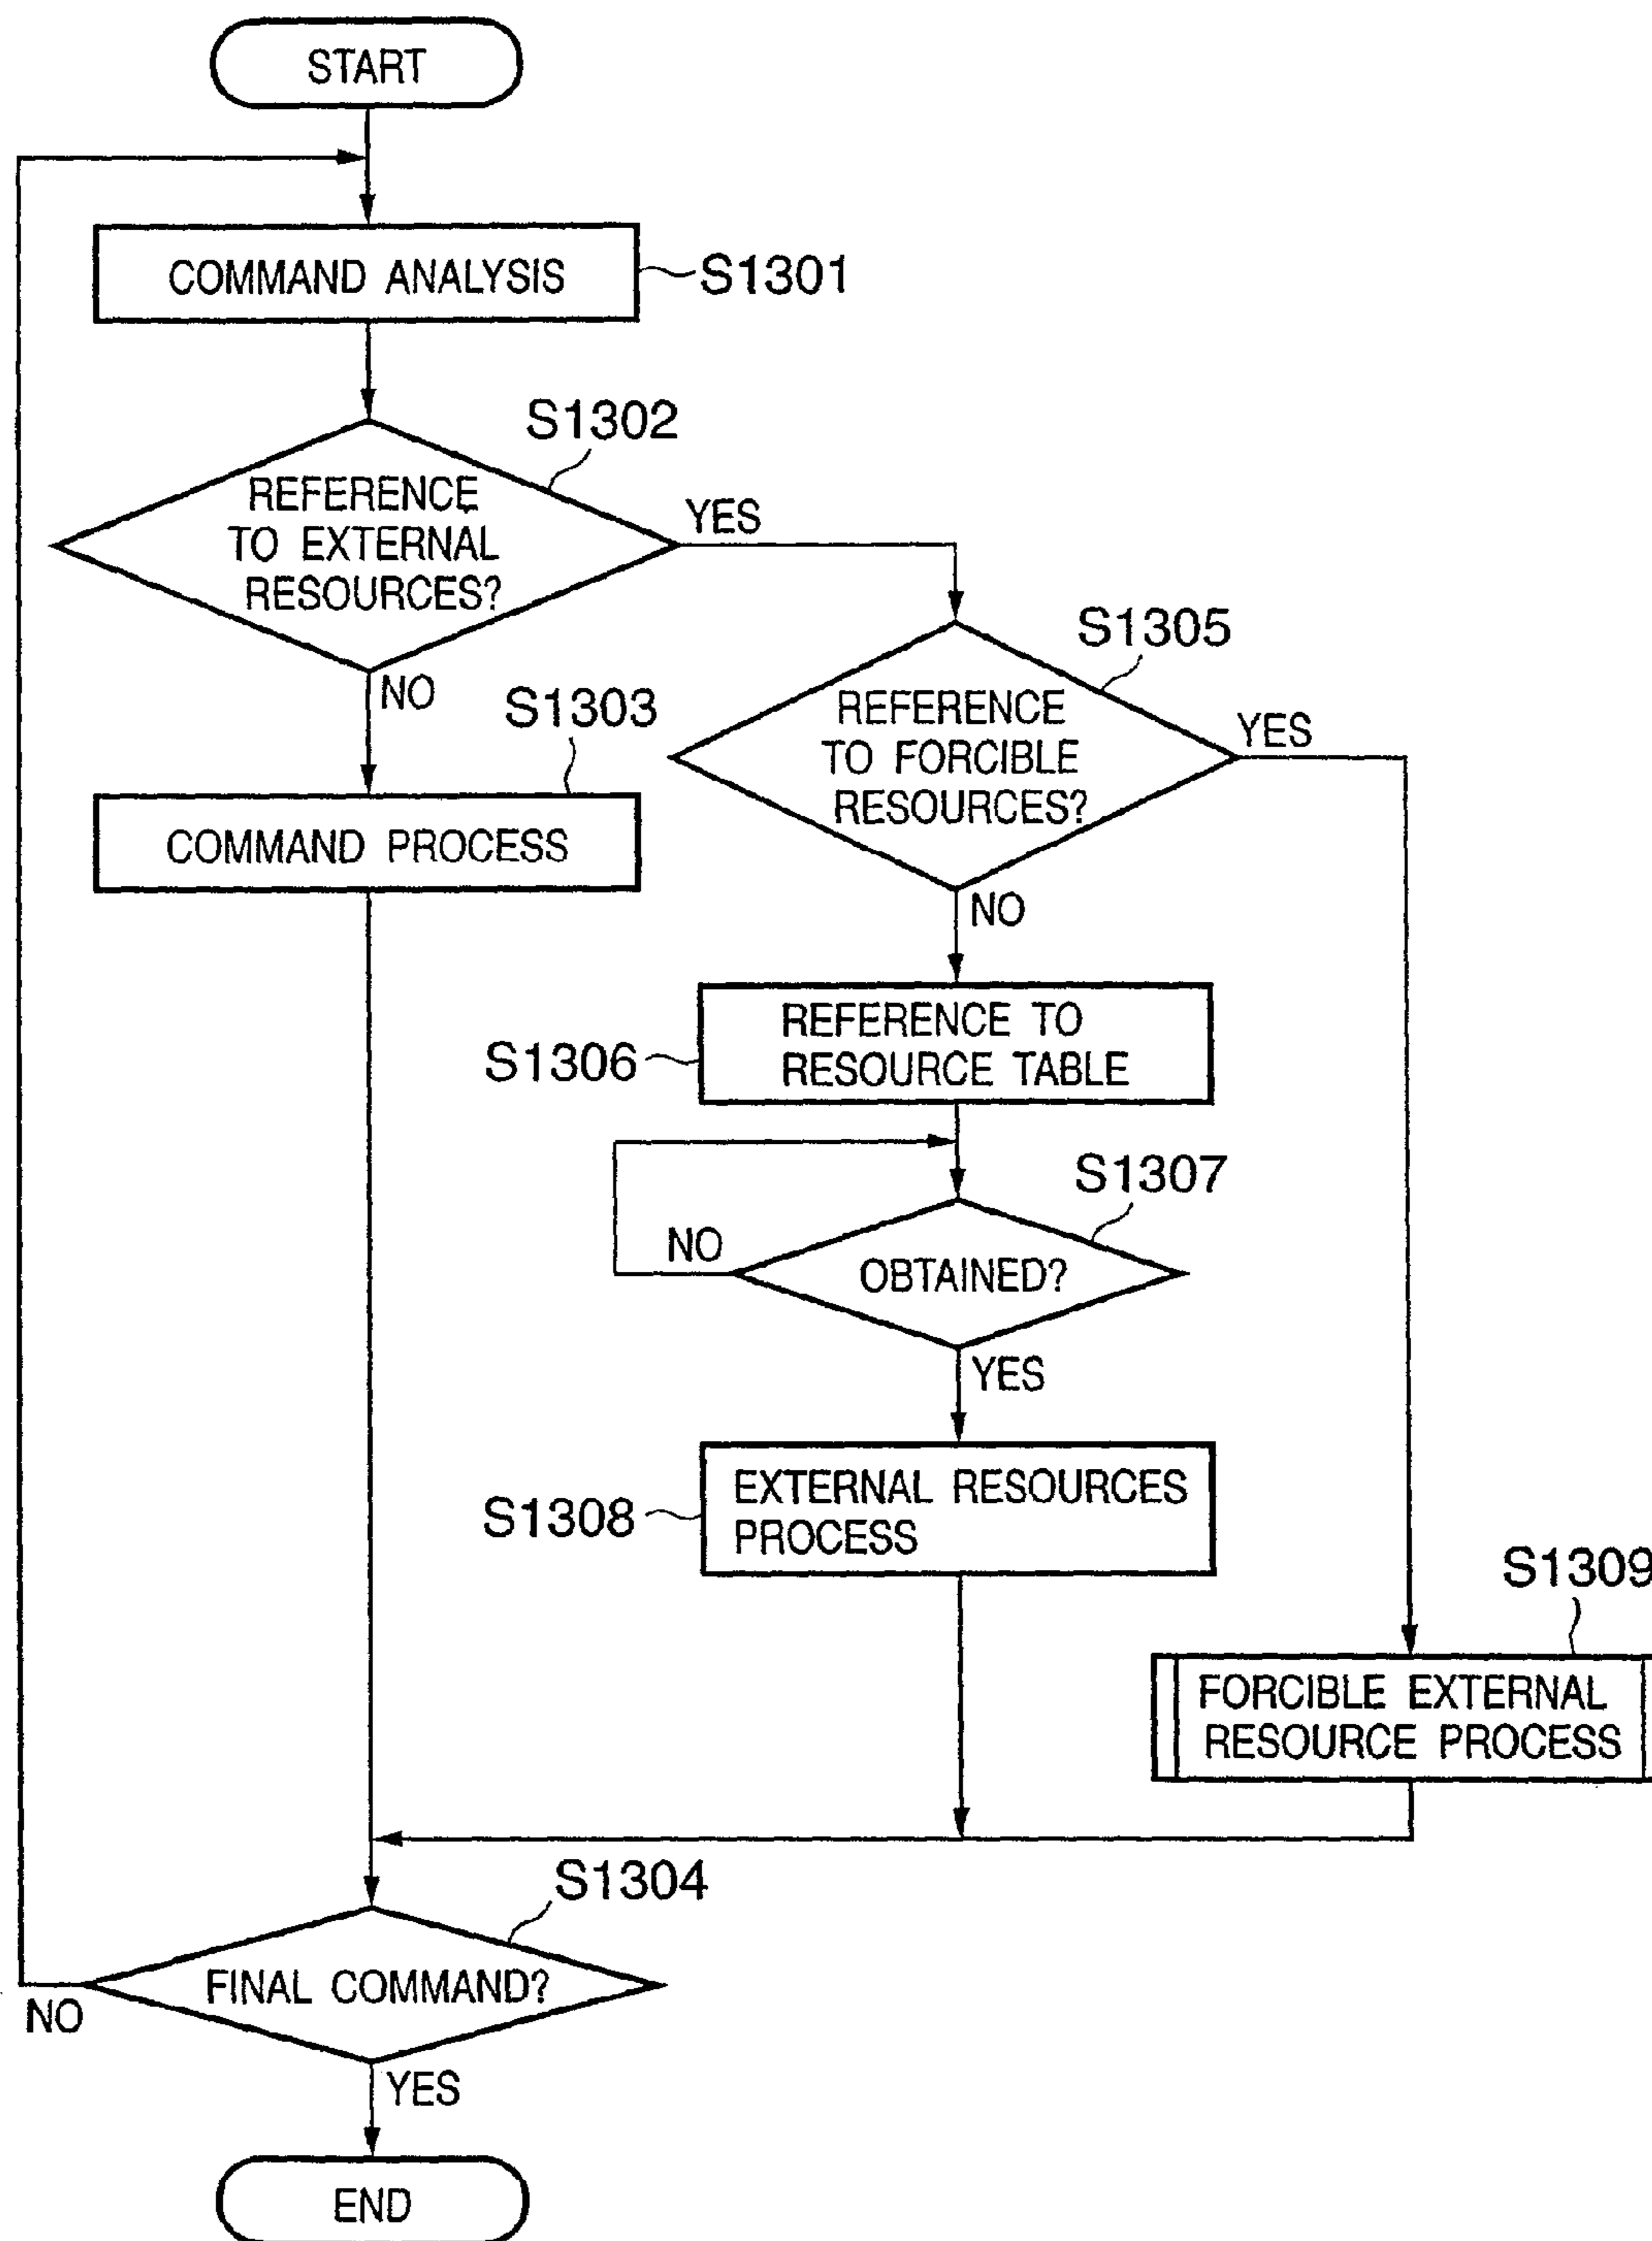 START
COMMAND ANALYSIS
S1301
S1302
REFERENCE
TO EXTERNAL
RESOURCES?
YES
NO
S1303
COMMAND PROCESS
S1305
REFERENCE
TO FORCIBLE
RESOURCES?
YES
NO
S1306
REFERENCE TO
RESOURCE TABLE
S1307
NO
OBTAINED?
YES
S1308
EXTERNAL RESOURCES
PROCESS
S1309
FORCIBLE EXTERNAL
RESOURCE PROCESS
S1304
FINAL COMMAND?
NO
YES
END